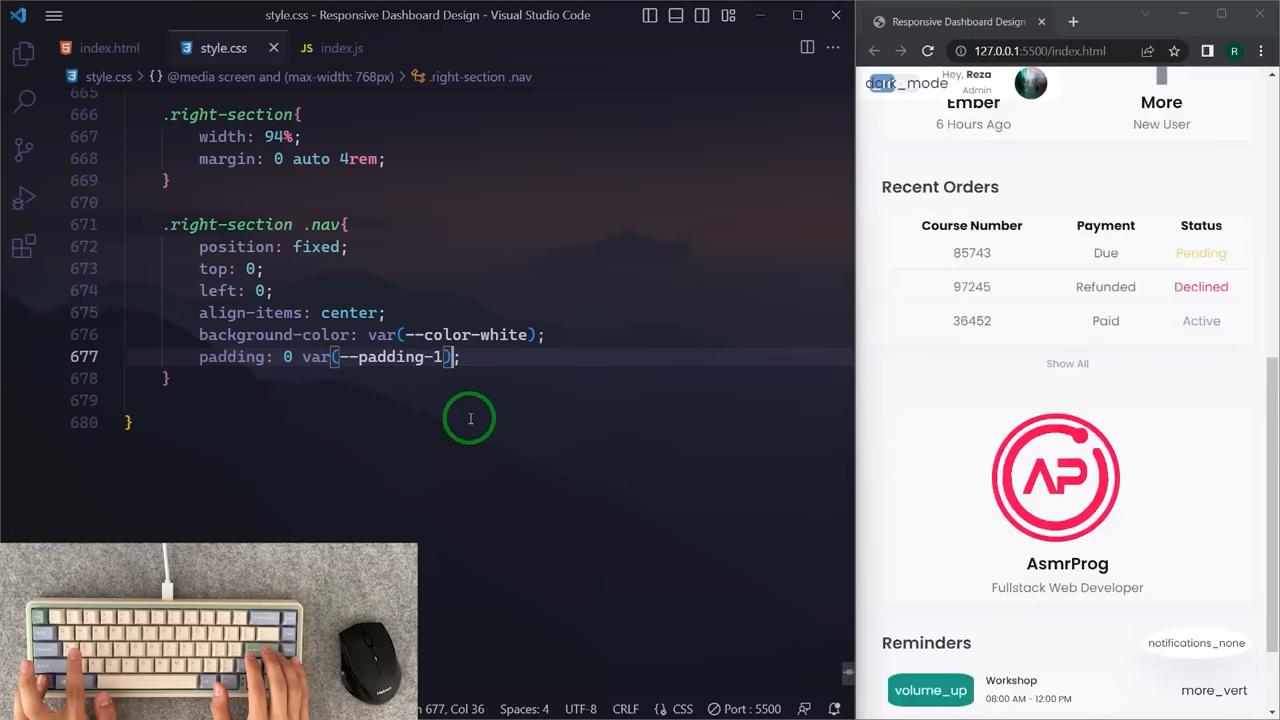 style.css - Responsive Dashboard Design - Visual Studio Code
index.html
style.css
JS index.js
style.css > {} @media screen and (max-width: 768px) > .right-section .nav
665
666 .right-section{
667 width: 94%;
668 margin: 0 auto 4rem;
669 }
670
671 .right-section .nav{
672 position: fixed;
673 top: 0;
674 left: 0;
675 align-items: center;
676 background-color: var(--color-white);
677 padding: 0 var(--padding-1);
678 }
679
680 }
n 677, Col 36 Spaces: 4 UTF-8 CRLF {} CSS Port : 5500
Responsive Dashboard Design
127.0.0.1:5500/index.html
R
dark_mode
Hey, Reza
Admin
Ember
6 Hours Ago
More
New User
Recent Orders
Course Number Payment Status
85743 Due Pending
97245 Refunded Declined
36452 Paid Active
Show All
AP
AsmrProg
Fullstack Web Developer
Reminders
notifications_none
volume_up
Workshop
08:00 AM - 12:00 PM
more_vert